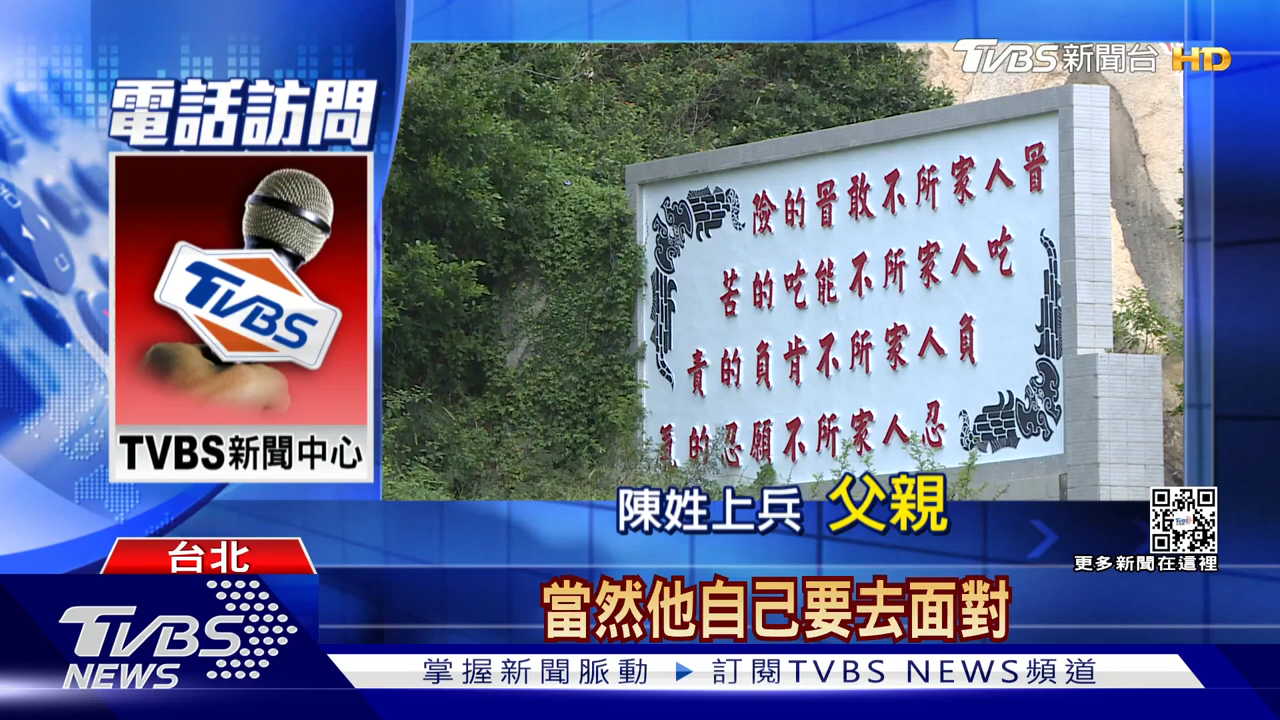 TVBS新聞台 HD
電話訪問
TVBS
TVBS新聞中心
冒人家所不敢冒的險
吃人家所不能吃的苦
負人家所不肯負的責
忍人家所不願忍的
陳姓上兵 父親
更多新聞在這裡
台北
當然他自己要去面對
TVBS
NEWS
掌握新聞脈動 ▶ 訂閱TVBS NEWS頻道